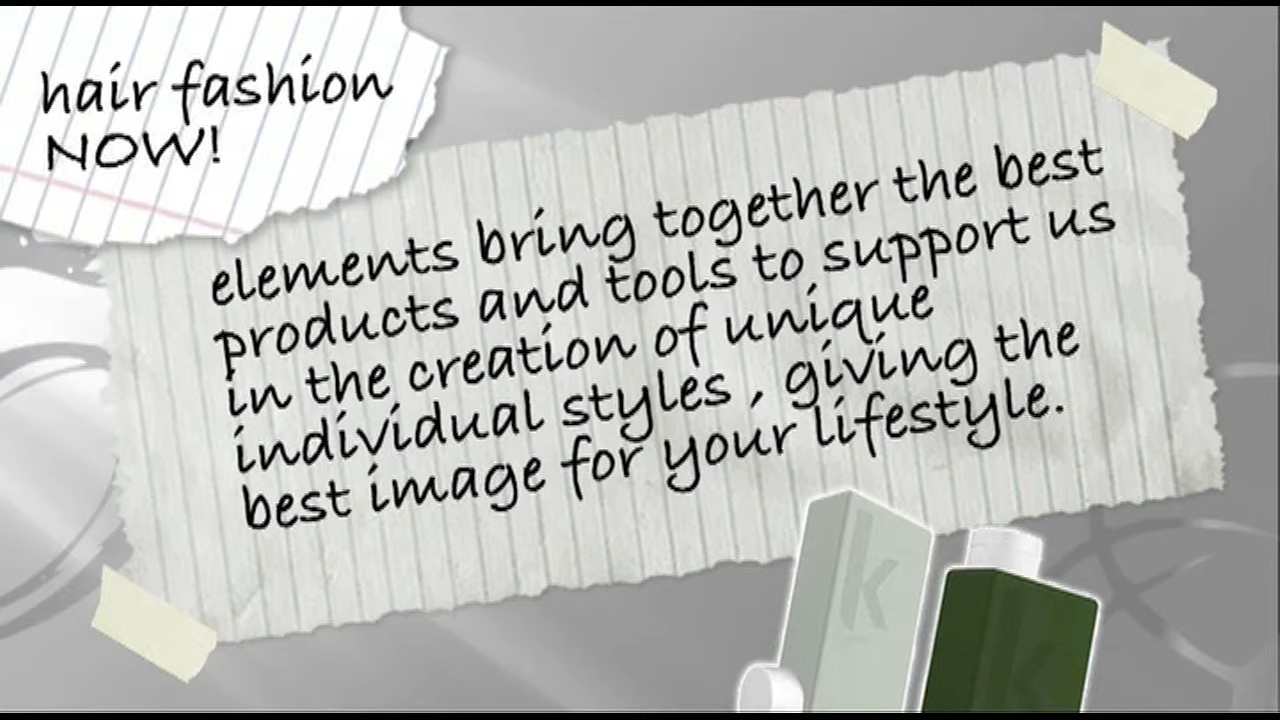 hair fashion
NOW!
elements bring together the best
products and tools to support us
in the creation of unique
individual styles , giving the
best image for your lifestyle.
K
K